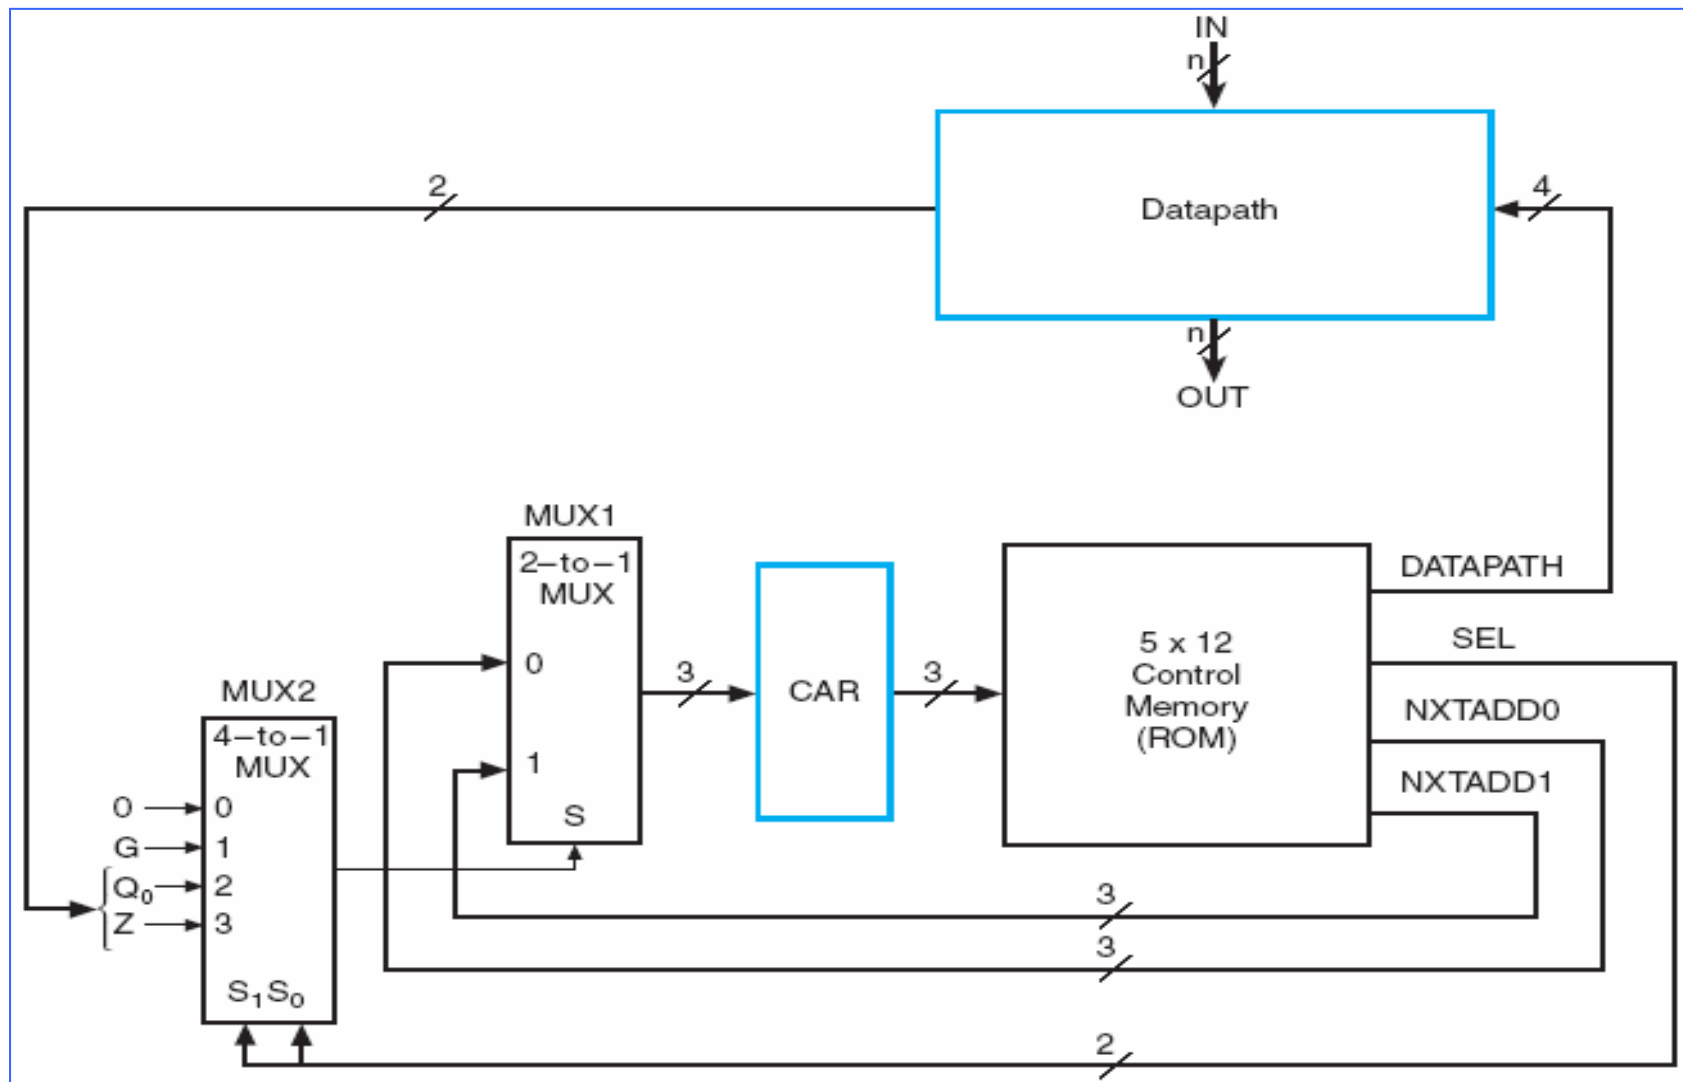 IN
n
2
Datapath
4
n
OUT
MUX1
2-to-1
MUX
0
1
S
3
CAR
3
5 x 12
Control
Memory
(ROM)
DATAPATH
SEL
NXTADD0
NXTADD1
MUX2
4-to-1
MUX
0 0
G 1
Q0 2
Z 3
S1S0
3
3
2